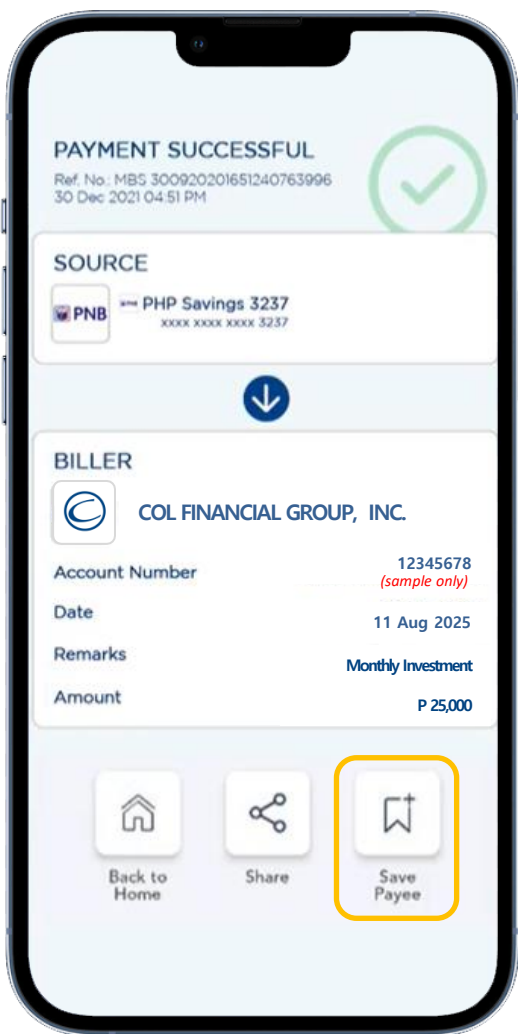 PAYMENT SUCCESSFUL
Ref. No.: MBS 300920201651240763996
30 Dec 2021 04:51 PM
SOURCE
PNB
PHP Savings 3237
xxxx xxxx xxxx 3237
BILLER
COL FINANCIAL GROUP, INC.
Account Number 12345678
(sample only)
Date 11 Aug 2025
Remarks Monthly Investment
Amount P 25,000
Back to Home
Share
Save Payee